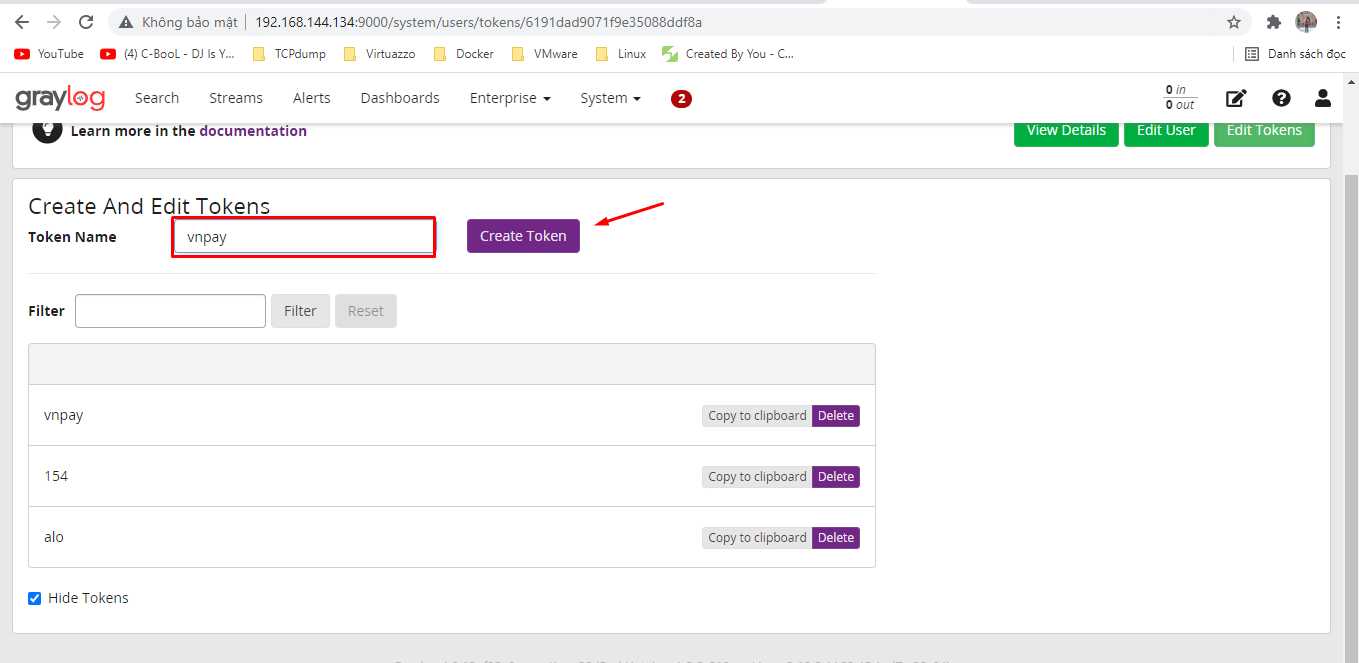 Không bảo mật 192.168.144.134:9000/system/users/tokens/6191dad9071f9e35088ddf8a
YouTube (4) C-BooL - DJ Is Y... TCPdump Virtuazzo Docker VMware Linux Created By You - C... Danh sách đọc
graylog Search Streams Alerts Dashboards Enterprise System 2 0 in
0 out
Learn more in the documentation View Details Edit User Edit Tokens
Create And Edit Tokens
Token Name vnpay Create Token
Filter Filter Reset
vnpay Copy to clipboard Delete
154 Copy to clipboard Delete
alo Copy to clipboard Delete
Hide Tokens